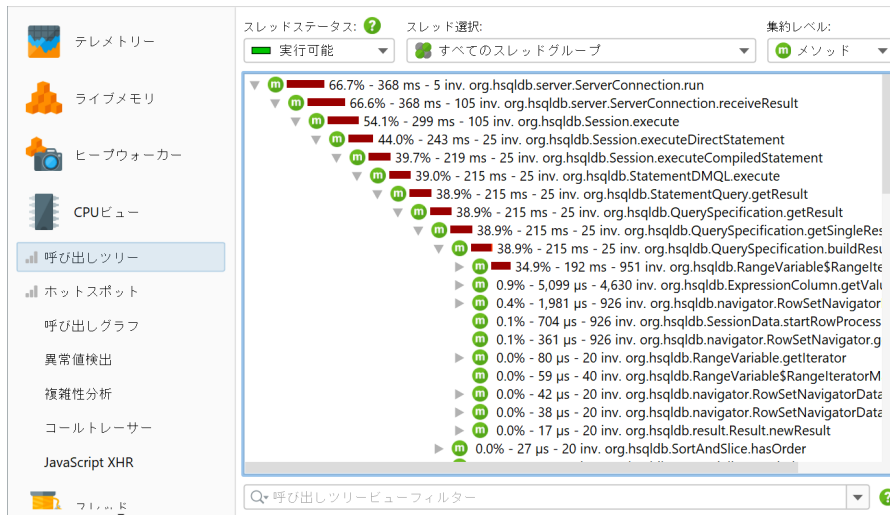 テレメトリー
ライブメモリ
ヒープウォーカー
CPUビュー
呼び出しツリー
ホットスポット
呼び出しグラフ
異常値検出
複雑性分析
コールトレーサー
JavaScript XHR
スレッド
スレッドステータス: ?
実行可能
スレッド選択:
すべてのスレッドグループ
集約レベル:
m メソッド
m 66.7% - 368 ms - 5 inv. org.hsqldb.server.ServerConnection.run
m 66.6% - 368 ms - 105 inv. org.hsqldb.server.ServerConnection.receiveResult
m 54.1% - 299 ms - 105 inv. org.hsqldb.Session.execute
m 44.0% - 243 ms - 25 inv. org.hsqldb.Session.executeDirectStatement
m 39.7% - 219 ms - 25 inv. org.hsqldb.Session.executeCompiledStatement
m 39.0% - 215 ms - 25 inv. org.hsqldb.StatementDMQL.execute
m 38.9% - 215 ms - 25 inv. org.hsqldb.StatementQuery.getResult
m 38.9% - 215 ms - 25 inv. org.hsqldb.QuerySpecification.getResult
m 38.9% - 215 ms - 25 inv. org.hsqldb.QuerySpecification.getSingleRes
m 38.9% - 215 ms - 25 inv. org.hsqldb.QuerySpecification.buildResu
m 34.9% - 192 ms - 951 inv. org.hsqldb.RangeVariable$RangeIte
m 0.9% - 5,099 µs - 4,630 inv. org.hsqldb.ExpressionColumn.getValu
m 0.4% - 1,981 µs - 926 inv. org.hsqldb.navigator.RowSetNavigator
m 0.1% - 704 µs - 926 inv. org.hsqldb.SessionData.startRowProcess
m 0.1% - 361 µs - 926 inv. org.hsqldb.navigator.RowSetNavigator.g
m 0.0% - 80 µs - 20 inv. org.hsqldb.RangeVariable.getIterator
m 0.0% - 59 µs - 40 inv. org.hsqldb.RangeVariable$RangeIteratorM
m 0.0% - 42 µs - 20 inv. org.hsqldb.navigator.RowSetNavigatorData
m 0.0% - 38 µs - 20 inv. org.hsqldb.navigator.RowSetNavigatorData
m 0.0% - 17 µs - 20 inv. org.hsqldb.result.Result.newResult
m 0.0% - 27 µs - 20 inv. org.hsqldb.SortAndSlice.hasOrder
呼び出しツリービューフィルター ?